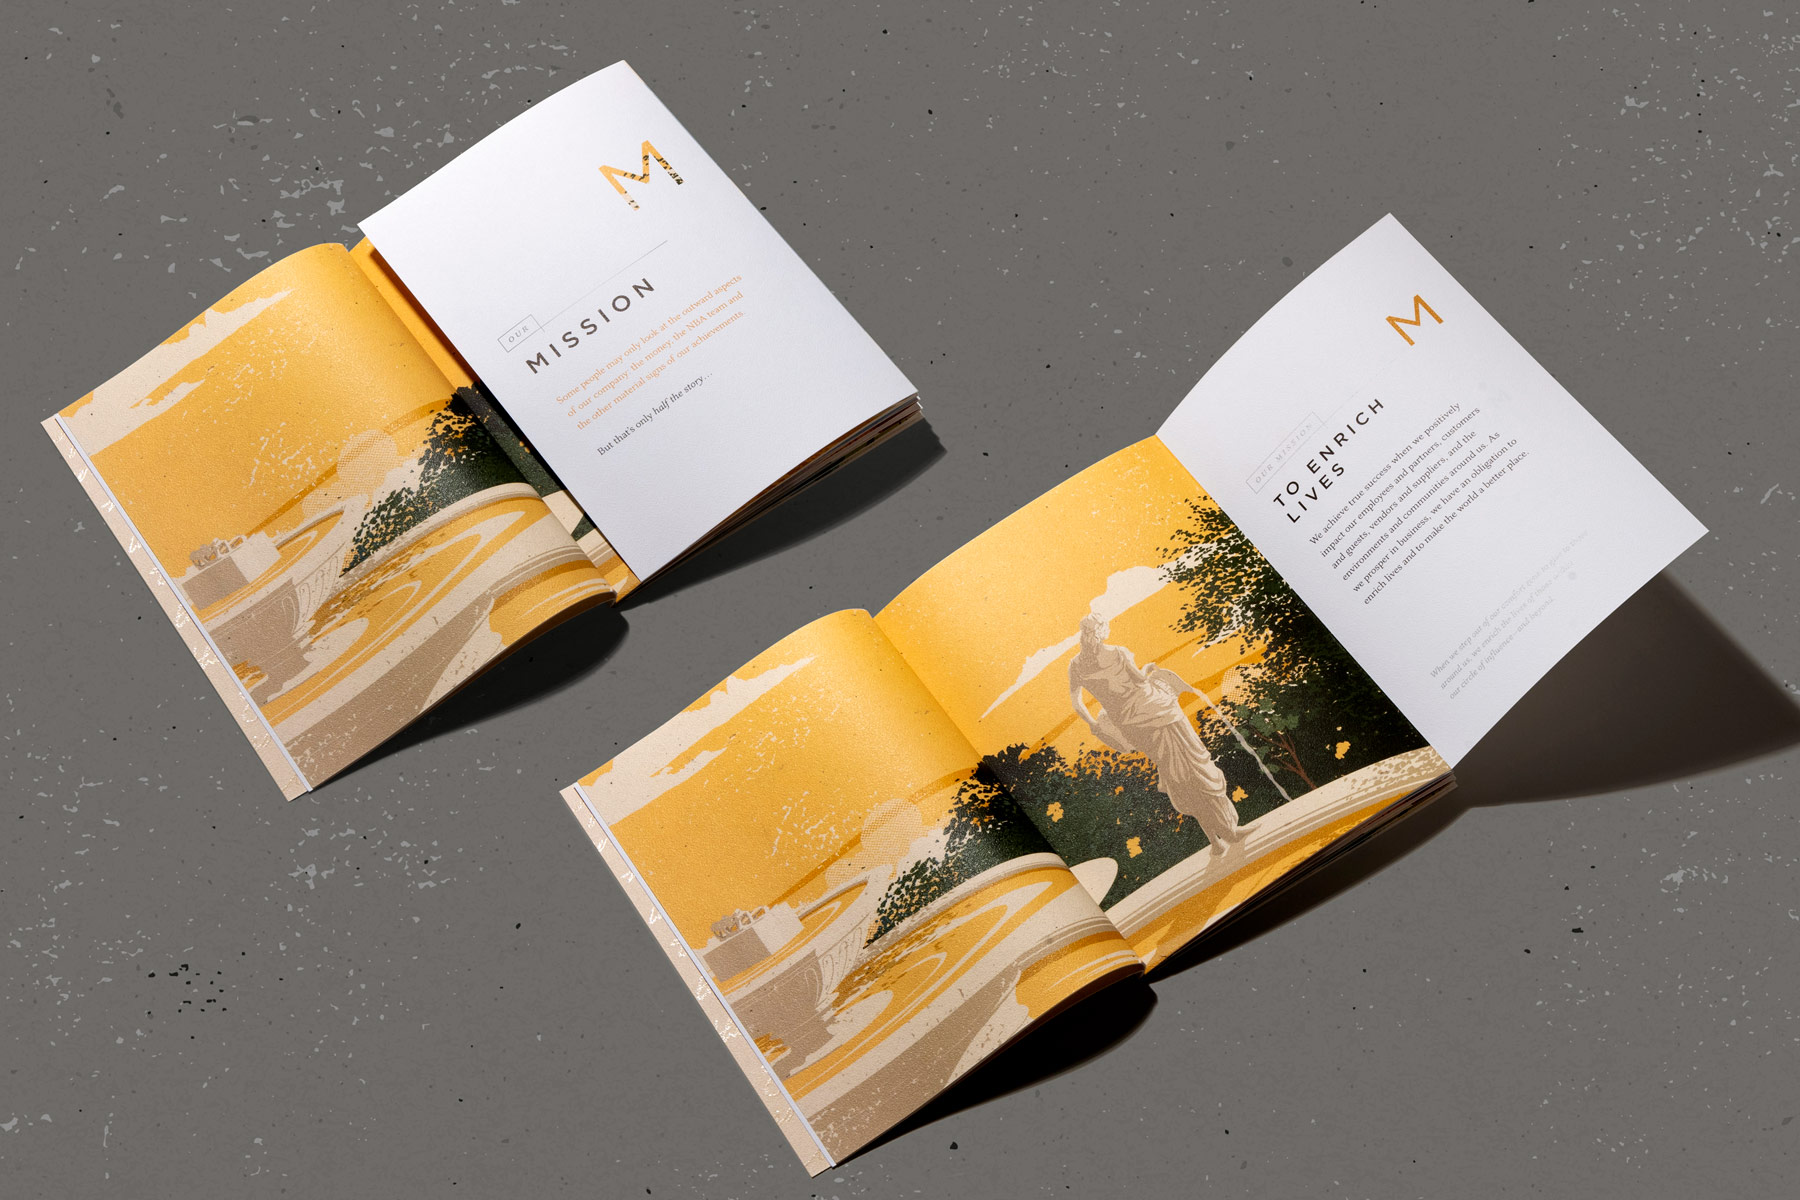 M
OUR
MISSION
Some people may only look at the outward aspects
of our company: the money, the NBA team and
the other material signs of our achievements.
But that's only half the story...
M
OUR MISSION
TO ENRICH
LIVES
We achieve true success when we positively
impact our employees and partners, customers
and guests, vendors and suppliers, and the
environments and communities around us. As
we prosper in business, we have an obligation to
enrich lives and to make the world a better place.
When we step out of our comfort zone to give to those
around us, we enrich the lives of those within
our circle of influence—and beyond.